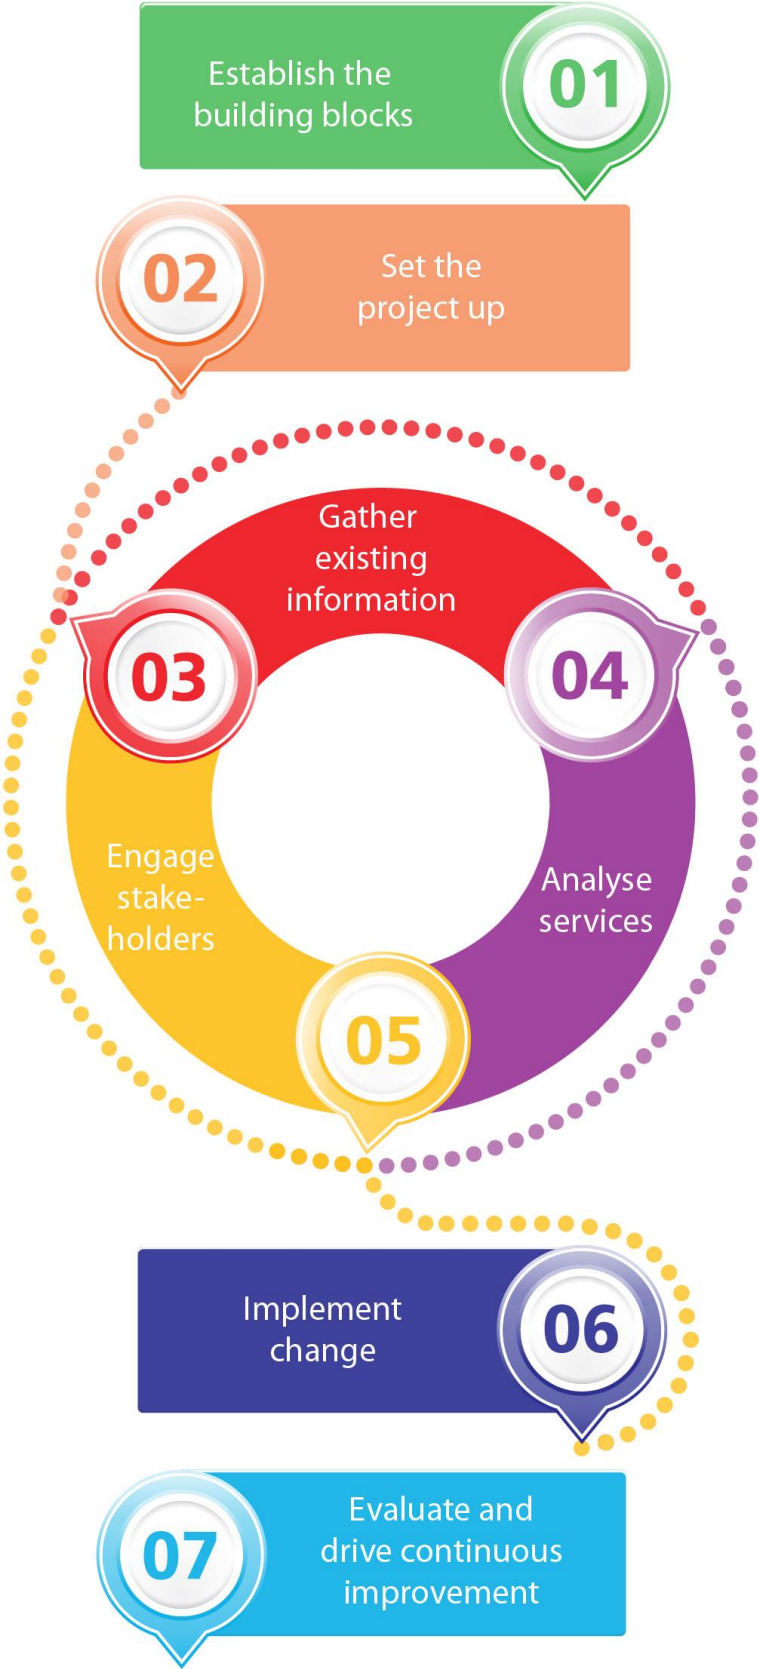 Establish the
building blocks
01
02
Set the
project up
Gather
existing
information
03
04
Analyse
services
Engage
stake-
holders
05
Implement
change
06
07
Evaluate and
drive continuous
improvement